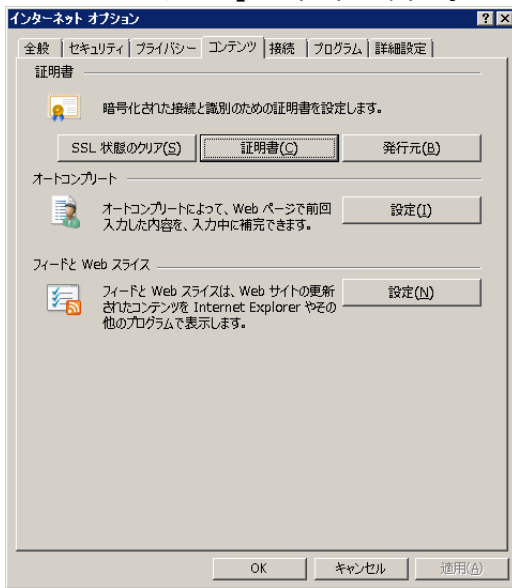 インターネット オプション
全般 セキュリティ プライバシー コンテンツ 接続 プログラム 詳細設定
証明書
暗号化された接続と識別のための証明書を設定します。
SSL 状態のクリア(S) 証明書(C) 発行元(B)
オートコンプリート
オートコンプリートによって、Web ページで前回
入力した内容を、入力中に補完できます。
設定(I)
フィードと Web スライス
フィードと Web スライスは、Web サイトの更新
されたコンテンツを Internet Explorer やその
他のプログラムで表示します。
設定(N)
OK キャンセル 適用(A)